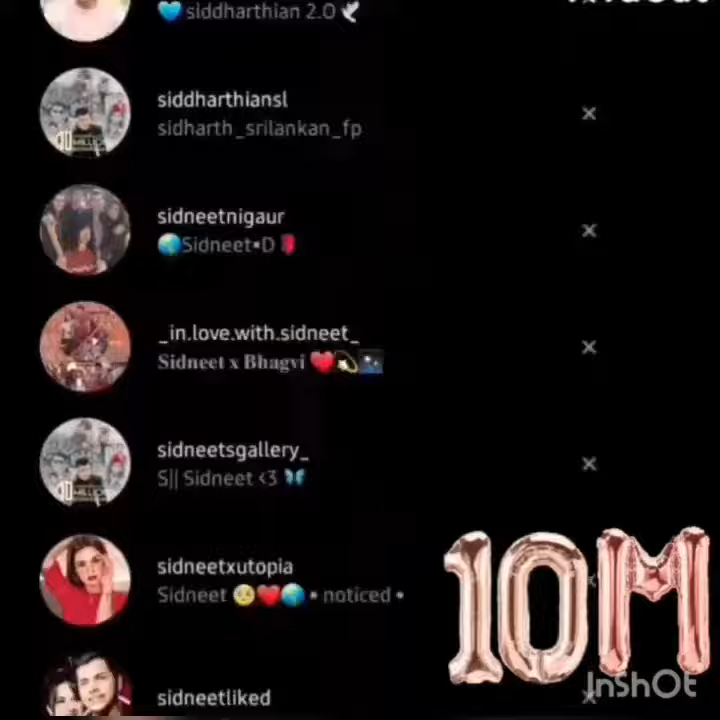 siddharthian 2.0
siddharthiansl
sidharth_srilankan_fp
sidneetnigaur
Sidneet•D
_in.love.with.sidneet_
Sidneet x Bhagvi
sidneetsgallery_
S|| Sidneet <3
sidneetxutopia
Sidneet • noticed •
10M
InShOt
sidneetliked